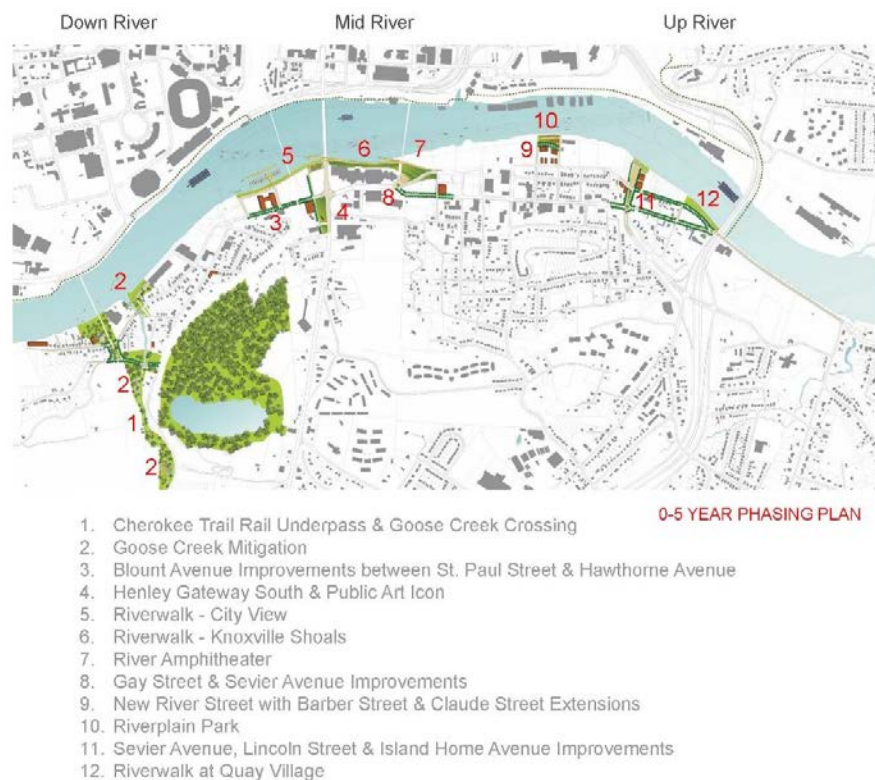 Down River Mid River Up River
10
5 6 7
9
8
3 4 11 12
2
2
1
2
0-5 YEAR PHASING PLAN
1. Cherokee Trail Rail Underpass & Goose Creek Crossing
2. Goose Creek Mitigation
3. Blount Avenue Improvements between St. Paul Street & Hawthorne Avenue
4. Henley Gateway South & Public Art Icon
5. Riverwalk - City View
6. Riverwalk - Knoxville Shoals
7. River Amphitheater
8. Gay Street & Sevier Avenue Improvements
9. New River Street with Barber Street & Claude Street Extensions
10. Riverplain Park
11. Sevier Avenue, Lincoln Street & Island Home Avenue Improvements
12. Riverwalk at Quay Village